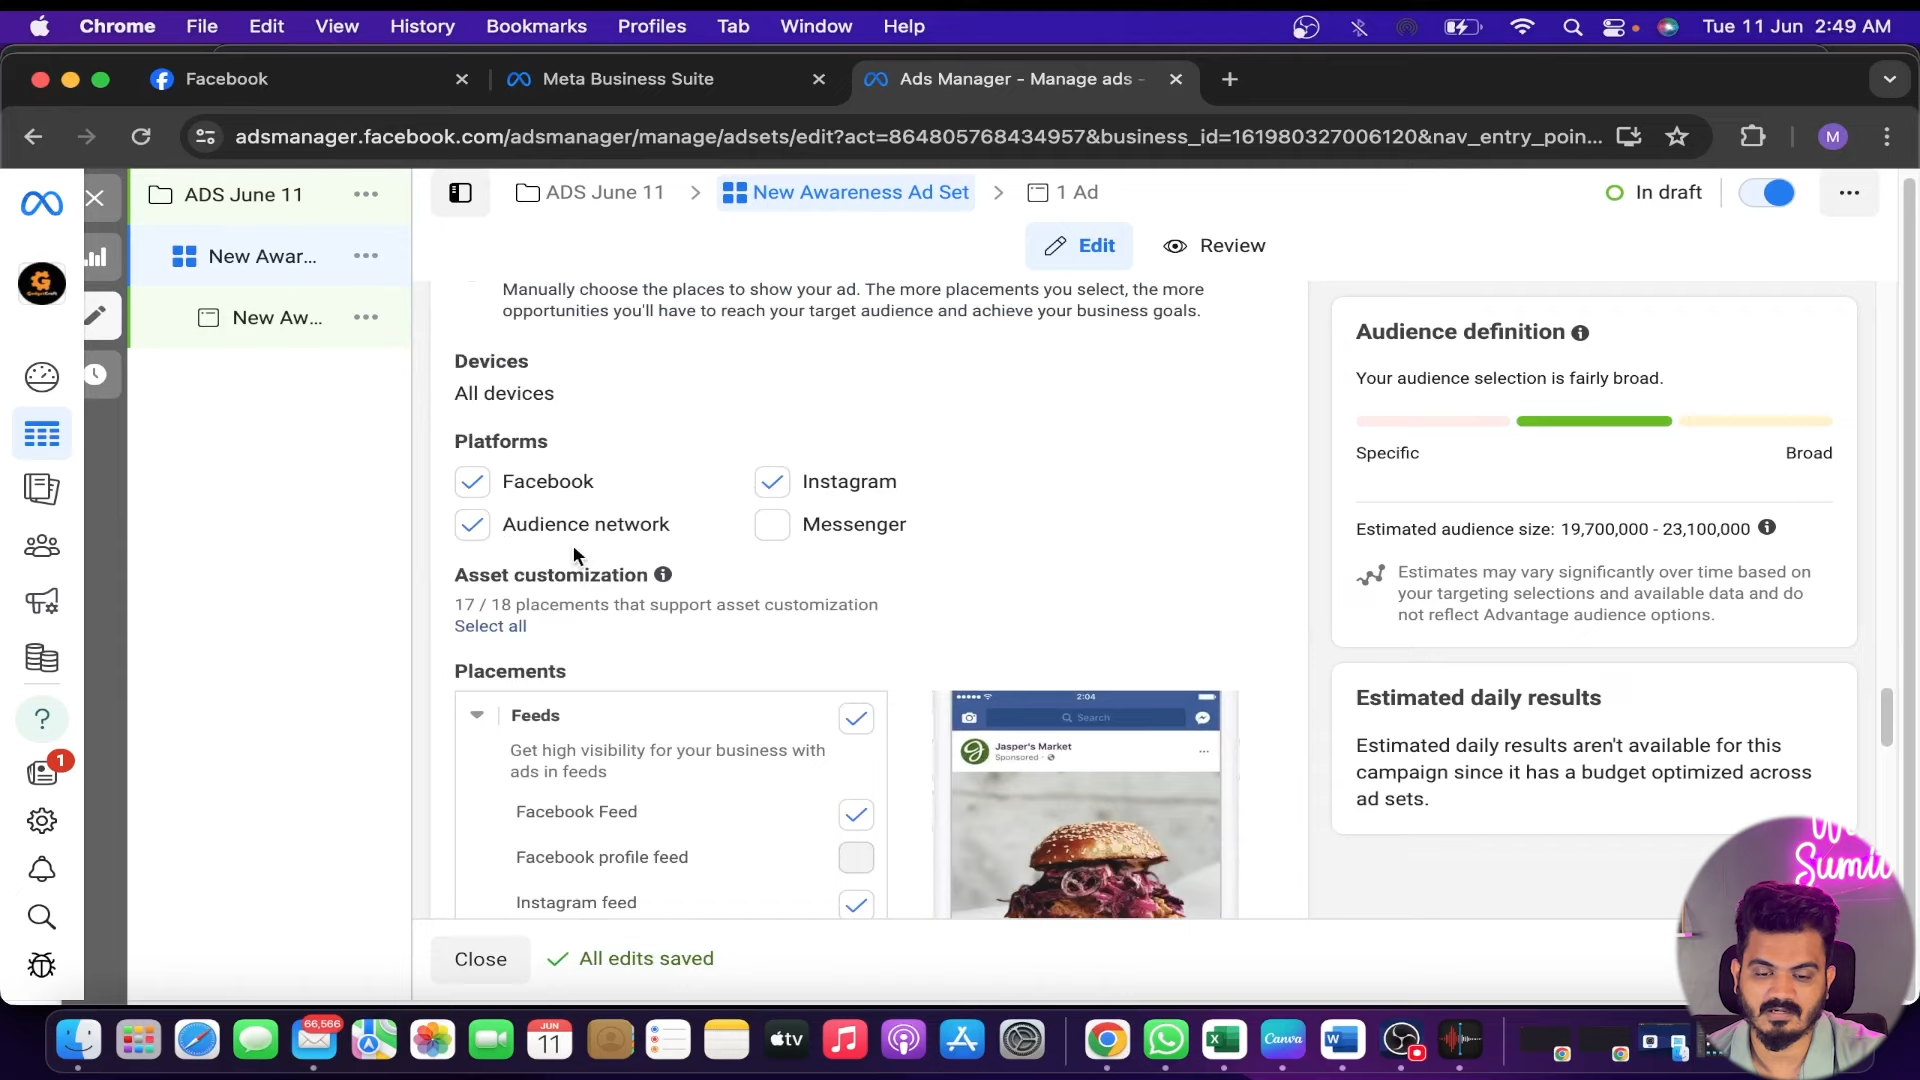 Chrome File Edit View History Bookmarks Profiles Tab Window Help Tue 11 Jun 2:49 AM
Facebook Meta Business Suite Ads Manager - Manage ads -
adsmanager.facebook.com/adsmanager/manage/adsets/edit?act=864805768434957&business_id=161980327006120&nav_entry_poin... M
ADS June 11
New Awar...
New Aw...
ADS June 11 New Awareness Ad Set 1 Ad In draft
Edit Review
Manually choose the places to show your ad. The more placements you select, the more
opportunities you'll have to reach your target audience and achieve your business goals.
Devices
All devices
Platforms
Facebook Instagram
Audience network Messenger
Asset customization
17 / 18 placements that support asset customization
Select all
Placements
Feeds
Get high visibility for your business with
ads in feeds
Facebook Feed
Facebook profile feed
Instagram feed
2:04
Search
Jasper's Market
Sponsored
Audience definition
Your audience selection is fairly broad.
Specific Broad
Estimated audience size: 19,700,000 - 23,100,000
Estimates may vary significantly over time based on
your targeting selections and available data and do
not reflect Advantage audience options.
Estimated daily results
Estimated daily results aren't available for this
campaign since it has a budget optimized across
ad sets.
1
Close All edits saved
66,566
JUN
11
tv
Canva